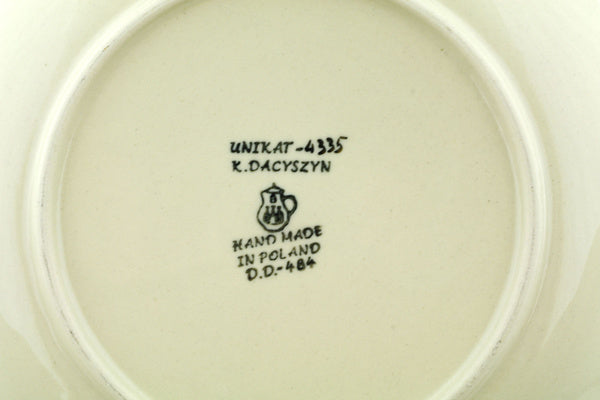 UNIKAT-4335
K.DACYSZYN
HAND MADE
IN POLAND
D.D.-484